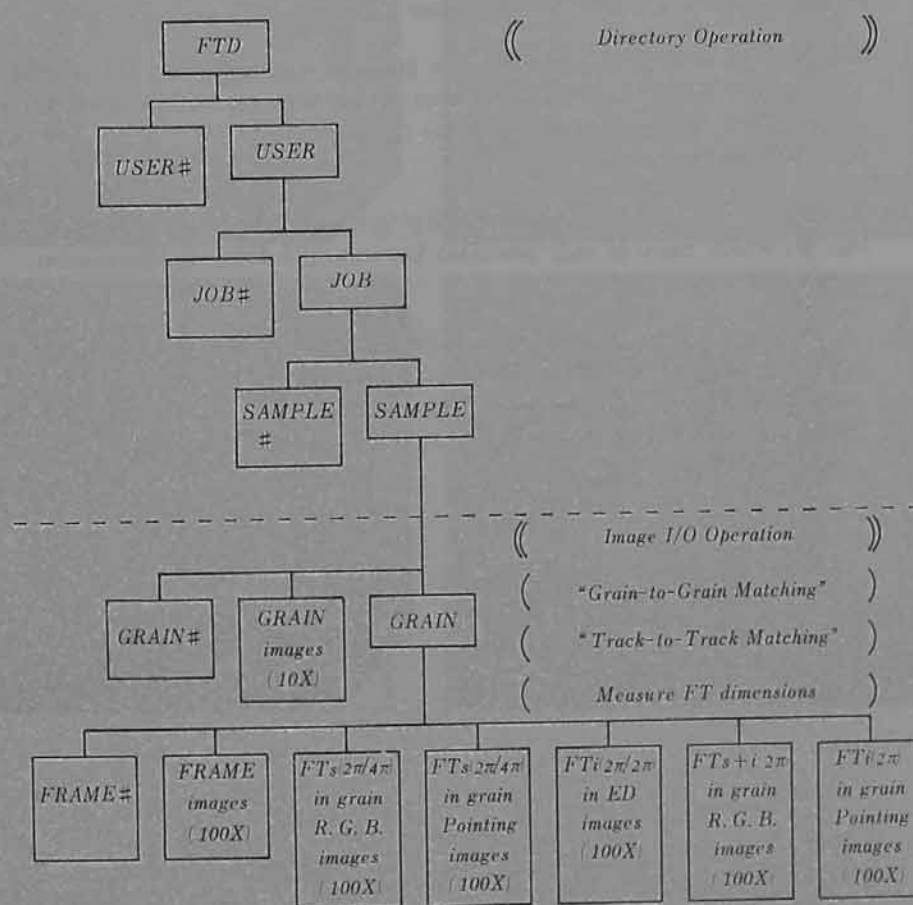 FTD
(( Directory Operation ))
USER#
USER
JOB#
JOB
SAMPLE
#
SAMPLE
(( Image I/O Operation ))
( "Grain-to-Grain Matching" )
( "Track-to-Track Matching" )
( Measure FT dimensions )
GRAIN#
GRAIN
images
(10X)
GRAIN
FRAME#
FRAME
images
(100X)
FTs(2π/4π)
in grain
R. G. B.
images
(100X)
FTs(2π/4π)
in grain
Pointing
images
(100X)
FTi(2π/2π)
in ED
images
(100X)
FTs+i(2π)
in grain
R. G. B.
images
(100X)
FTi(2π)
in grain
Pointing
images
(100X)